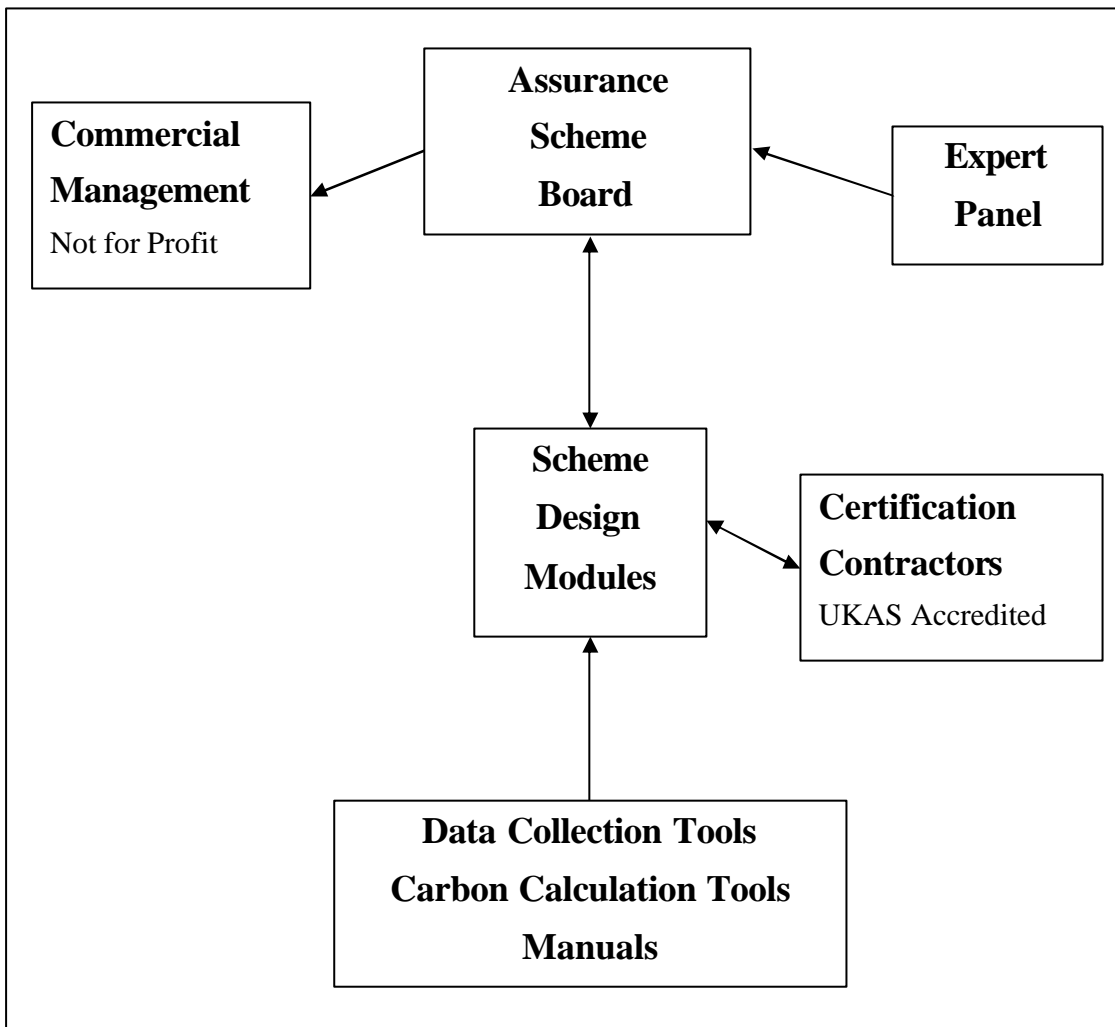 Assurance
Scheme
Board
Commercial
Management
Not for Profit
Expert
Panel
Scheme
Design
Modules
Certification
Contractors
UKAS Accredited
Data Collection Tools
Carbon Calculation Tools
Manuals